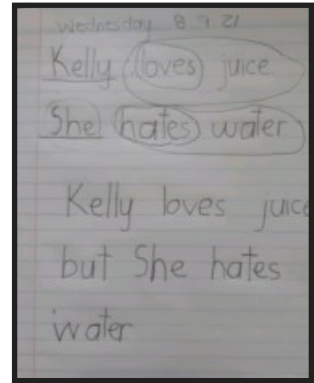 Wednesday 8.9.21
Kelly loves juice
She hates water
Kelly loves juice
but She hates
water